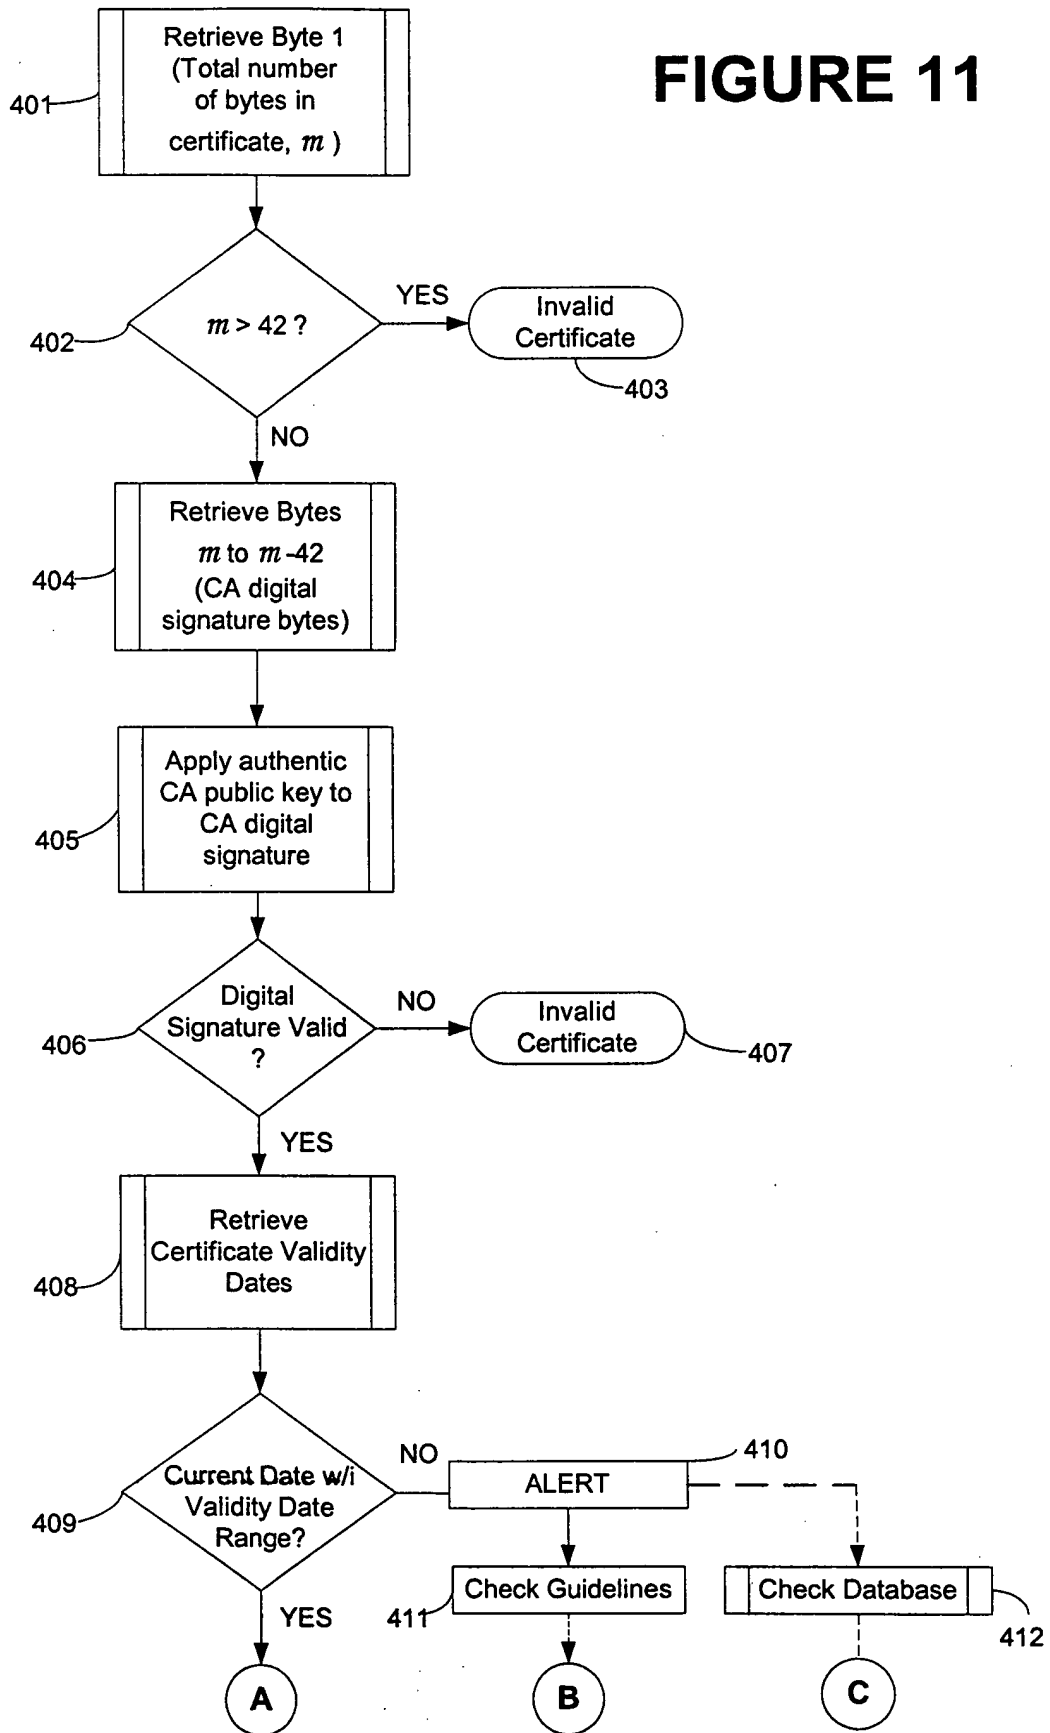 FIGURE 11
Retrieve Byte 1
(Total number
of bytes in
certificate, m )
401
m > 42 ?
402
YES
Invalid
Certificate
403
NO
Retrieve Bytes
m to m -42
(CA digital
signature bytes)
404
Apply authentic
CA public key to
CA digital
signature
405
Digital
Signature Valid
?
406
NO
Invalid
Certificate
407
YES
Retrieve
Certificate Validity
Dates
408
Current Date w/i
Validity Date
Range?
409
NO
ALERT
410
Check Guidelines
411
Check Database
412
YES
A
B
C